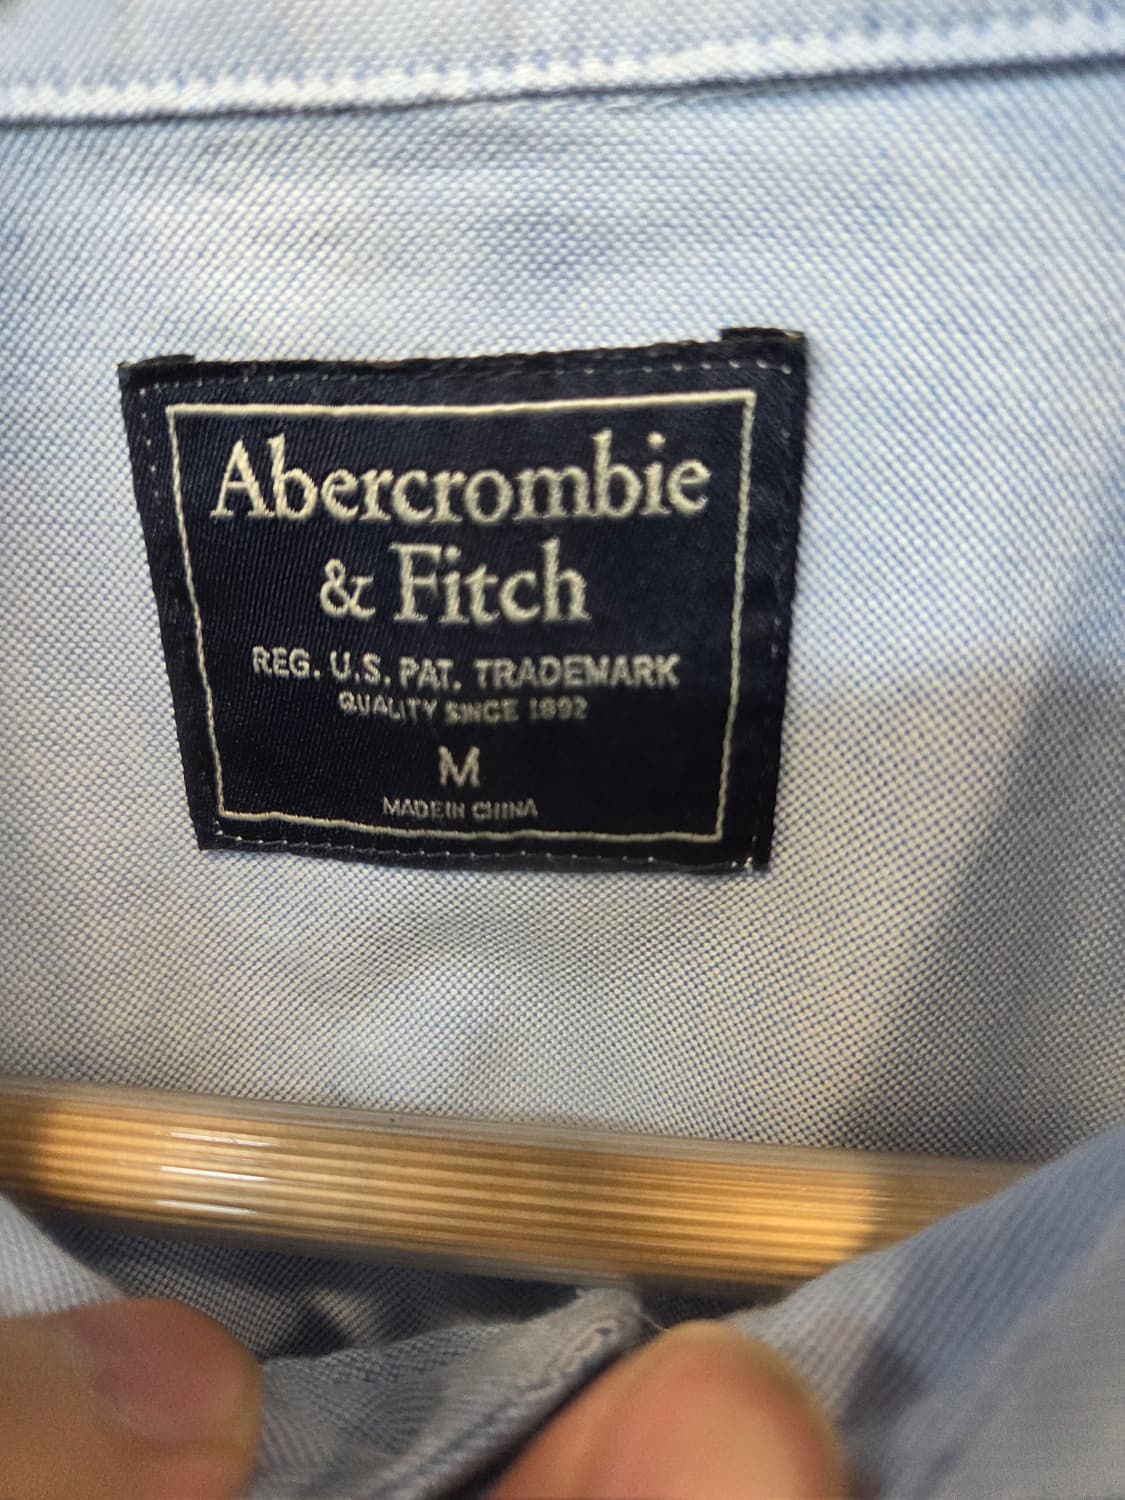 Abercrombie
& Fitch
REG. U.S. PAT. TRADEMARK
QUALITY SINCE 1892
M
MADE IN CHINA